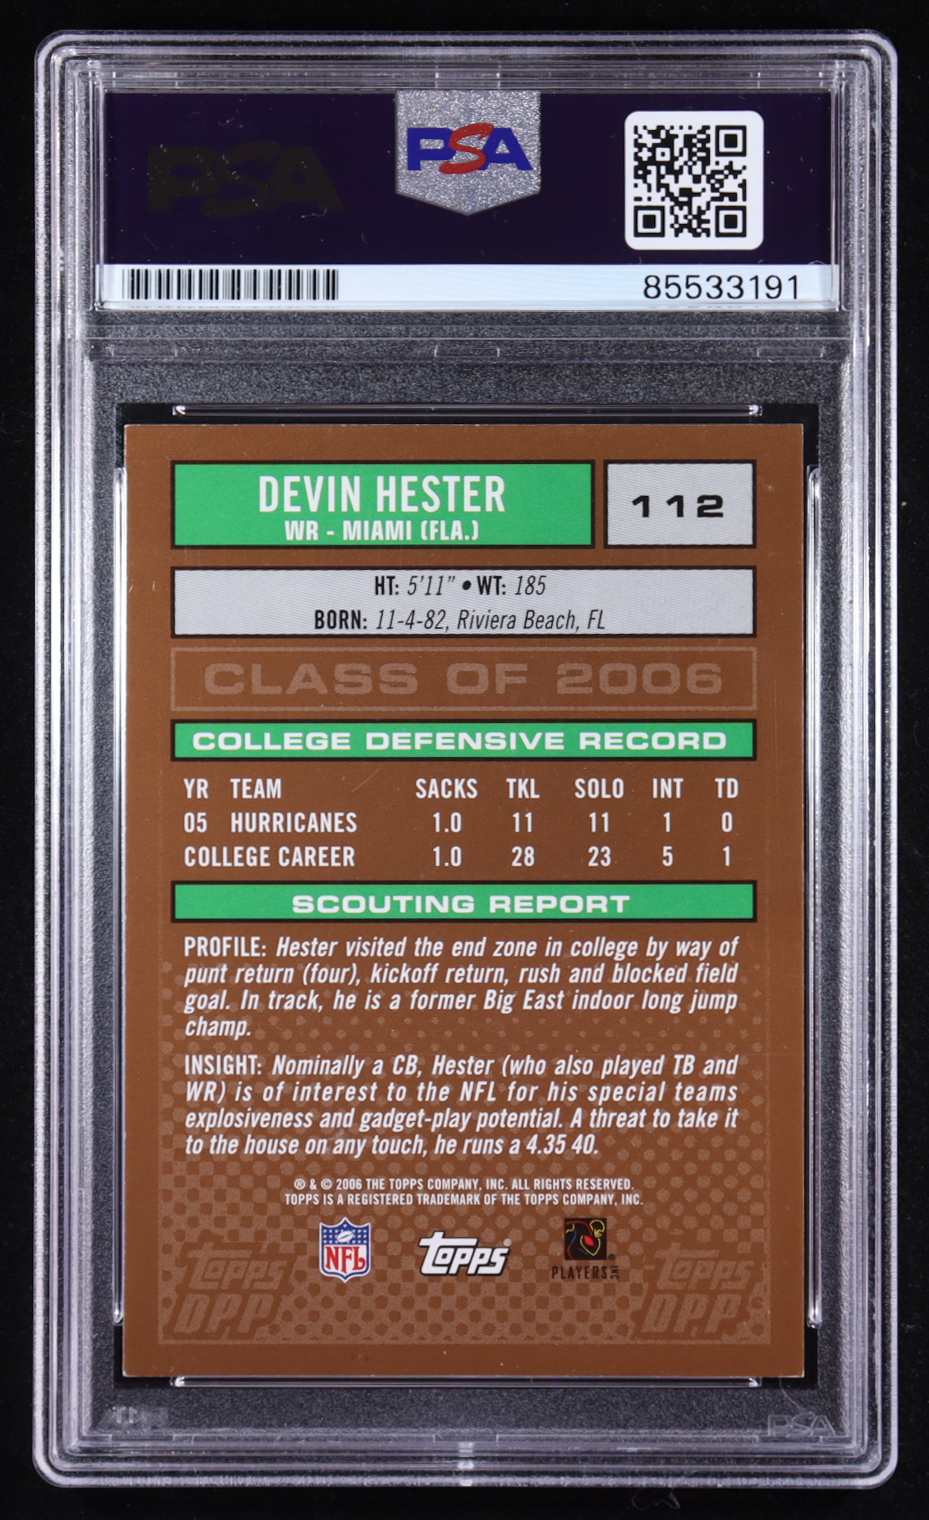 PSA
PSA
85533191
DEVIN HESTER
WR - MIAMI (FLA.)
112
HT: 5'11" • WT: 185
BORN: 11-4-82, Riviera Beach, FL
CLASS OF 2006
COLLEGE DEFENSIVE RECORD
YR TEAM SACKS TKL SOLO INT TD
05 HURRICANES 1.0 11 11 1 0
COLLEGE CAREER 1.0 28 23 5 1
SCOUTING REPORT
PROFILE: Hester visited the end zone in college by way of
punt return (four), kickoff return, rush and blocked field
goal. In track, he is a former Big East indoor long jump
champ.
INSIGHT: Nominally a CB, Hester (who also played TB and
WR) is of interest to the NFL for his special teams
explosiveness and gadget-play potential. A threat to take it
to the house on any touch, he runs a 4.35 40.
® & © 2006 THE TOPPS COMPANY, INC. ALL RIGHTS RESERVED.
TOPPS IS A REGISTERED TRADEMARK OF THE TOPPS COMPANY, INC.
NFL
Topps®
PLAYERS INC
Topps
DPP
Topps
DPP
PSA